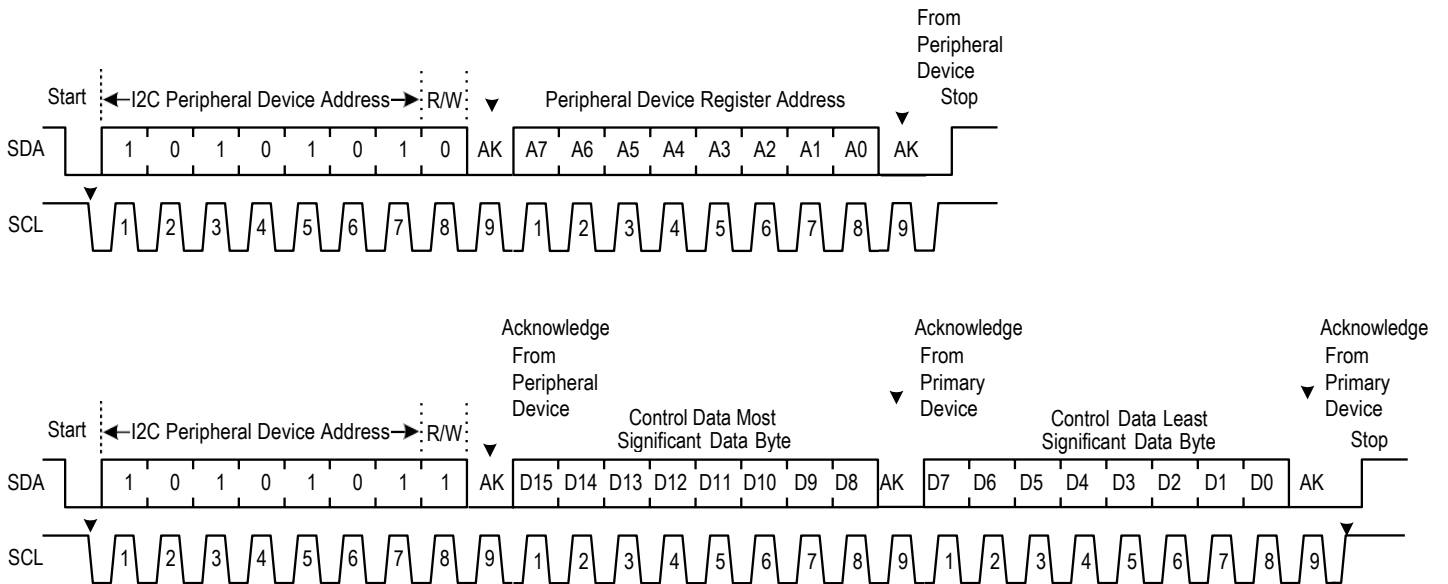 From
Peripheral
Device
Start I2C Peripheral Device Address R/W Peripheral Device Register Address Stop
SDA 1 0 1 0 1 0 1 0 AK A7 A6 A5 A4 A3 A2 A1 A0 AK
SCL 1 2 3 4 5 6 7 8 9 1 2 3 4 5 6 7 8 9
Acknowledge
From
Peripheral
Device
Acknowledge
From
Primary
Device
Acknowledge
From
Primary
Device
Start I2C Peripheral Device Address R/W
Control Data Most
Significant Data Byte
Control Data Least
Significant Data Byte
Stop
SDA 1 0 1 0 1 0 1 1 AK D15 D14 D13 D12 D11 D10 D9 D8 AK D7 D6 D5 D4 D3 D2 D1 D0 AK
SCL 1 2 3 4 5 6 7 8 9 1 2 3 4 5 6 7 8 9 1 2 3 4 5 6 7 8 9